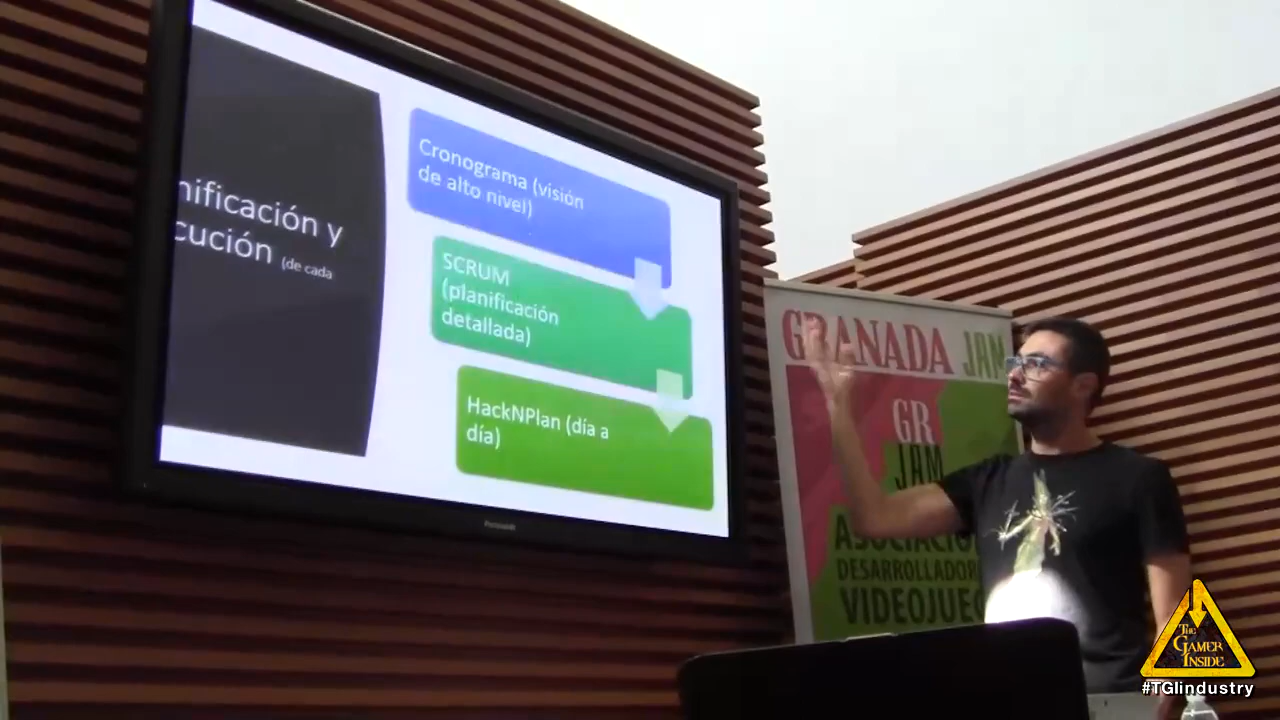 nificación y
cución (de cada
Cronograma (visión
de alto nivel)
SCRUM
(planificación
detallada)
HackNPlan (día a
día)
Panasonic
GRANADA JAM
GR
JAM
ASOCIACIÓ
DESARROLLADOR
VIDEOJUEG
THE
GAMER
INSIDE
#TGIindustry